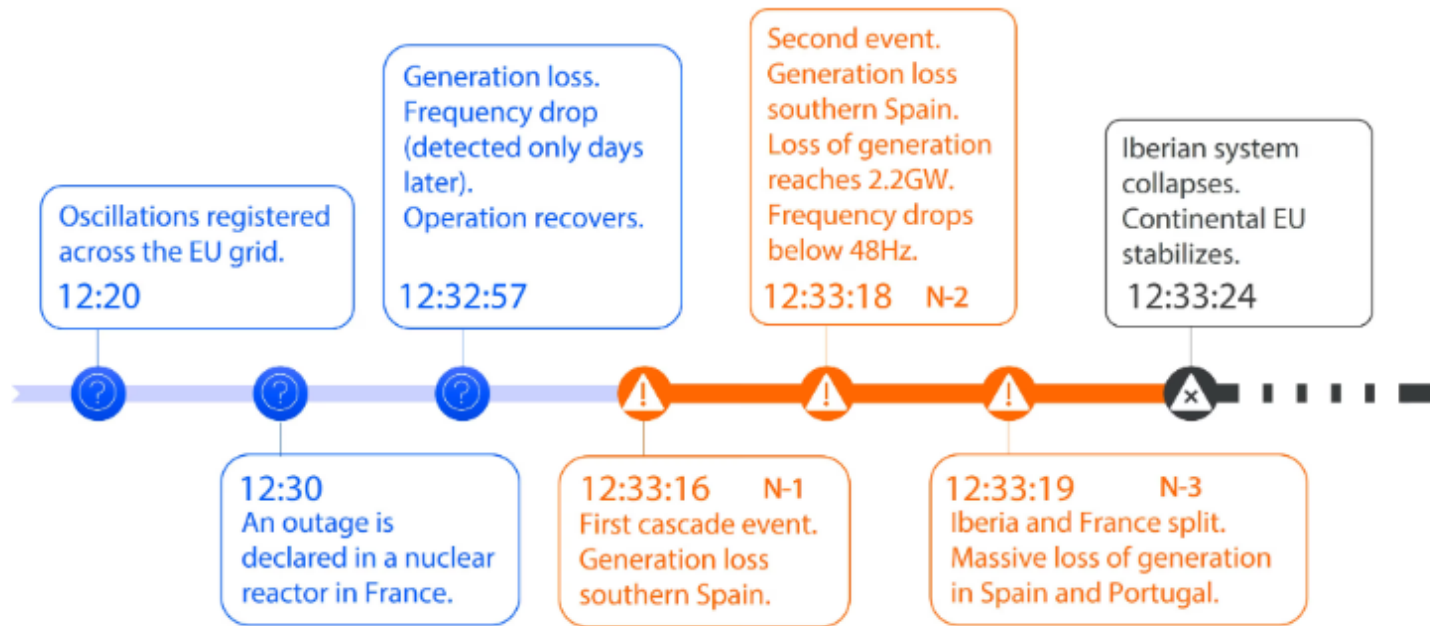 Oscillations registered
across the EU grid.
12:20
12:30
An outage is
declared in a nuclear
reactor in France.
Generation loss.
Frequency drop
(detected only days
later).
Operation recovers.
12:32:57
12:33:16 N-1
First cascade event.
Generation loss
southern Spain.
Second event.
Generation loss
southern Spain.
Loss of generation
reaches 2.2GW.
Frequency drops
below 48Hz.
12:33:18 N-2
12:33:19 N-3
Iberia and France split.
Massive loss of generation
in Spain and Portugal.
Iberian system
collapses.
Continental EU
stabilizes.
12:33:24